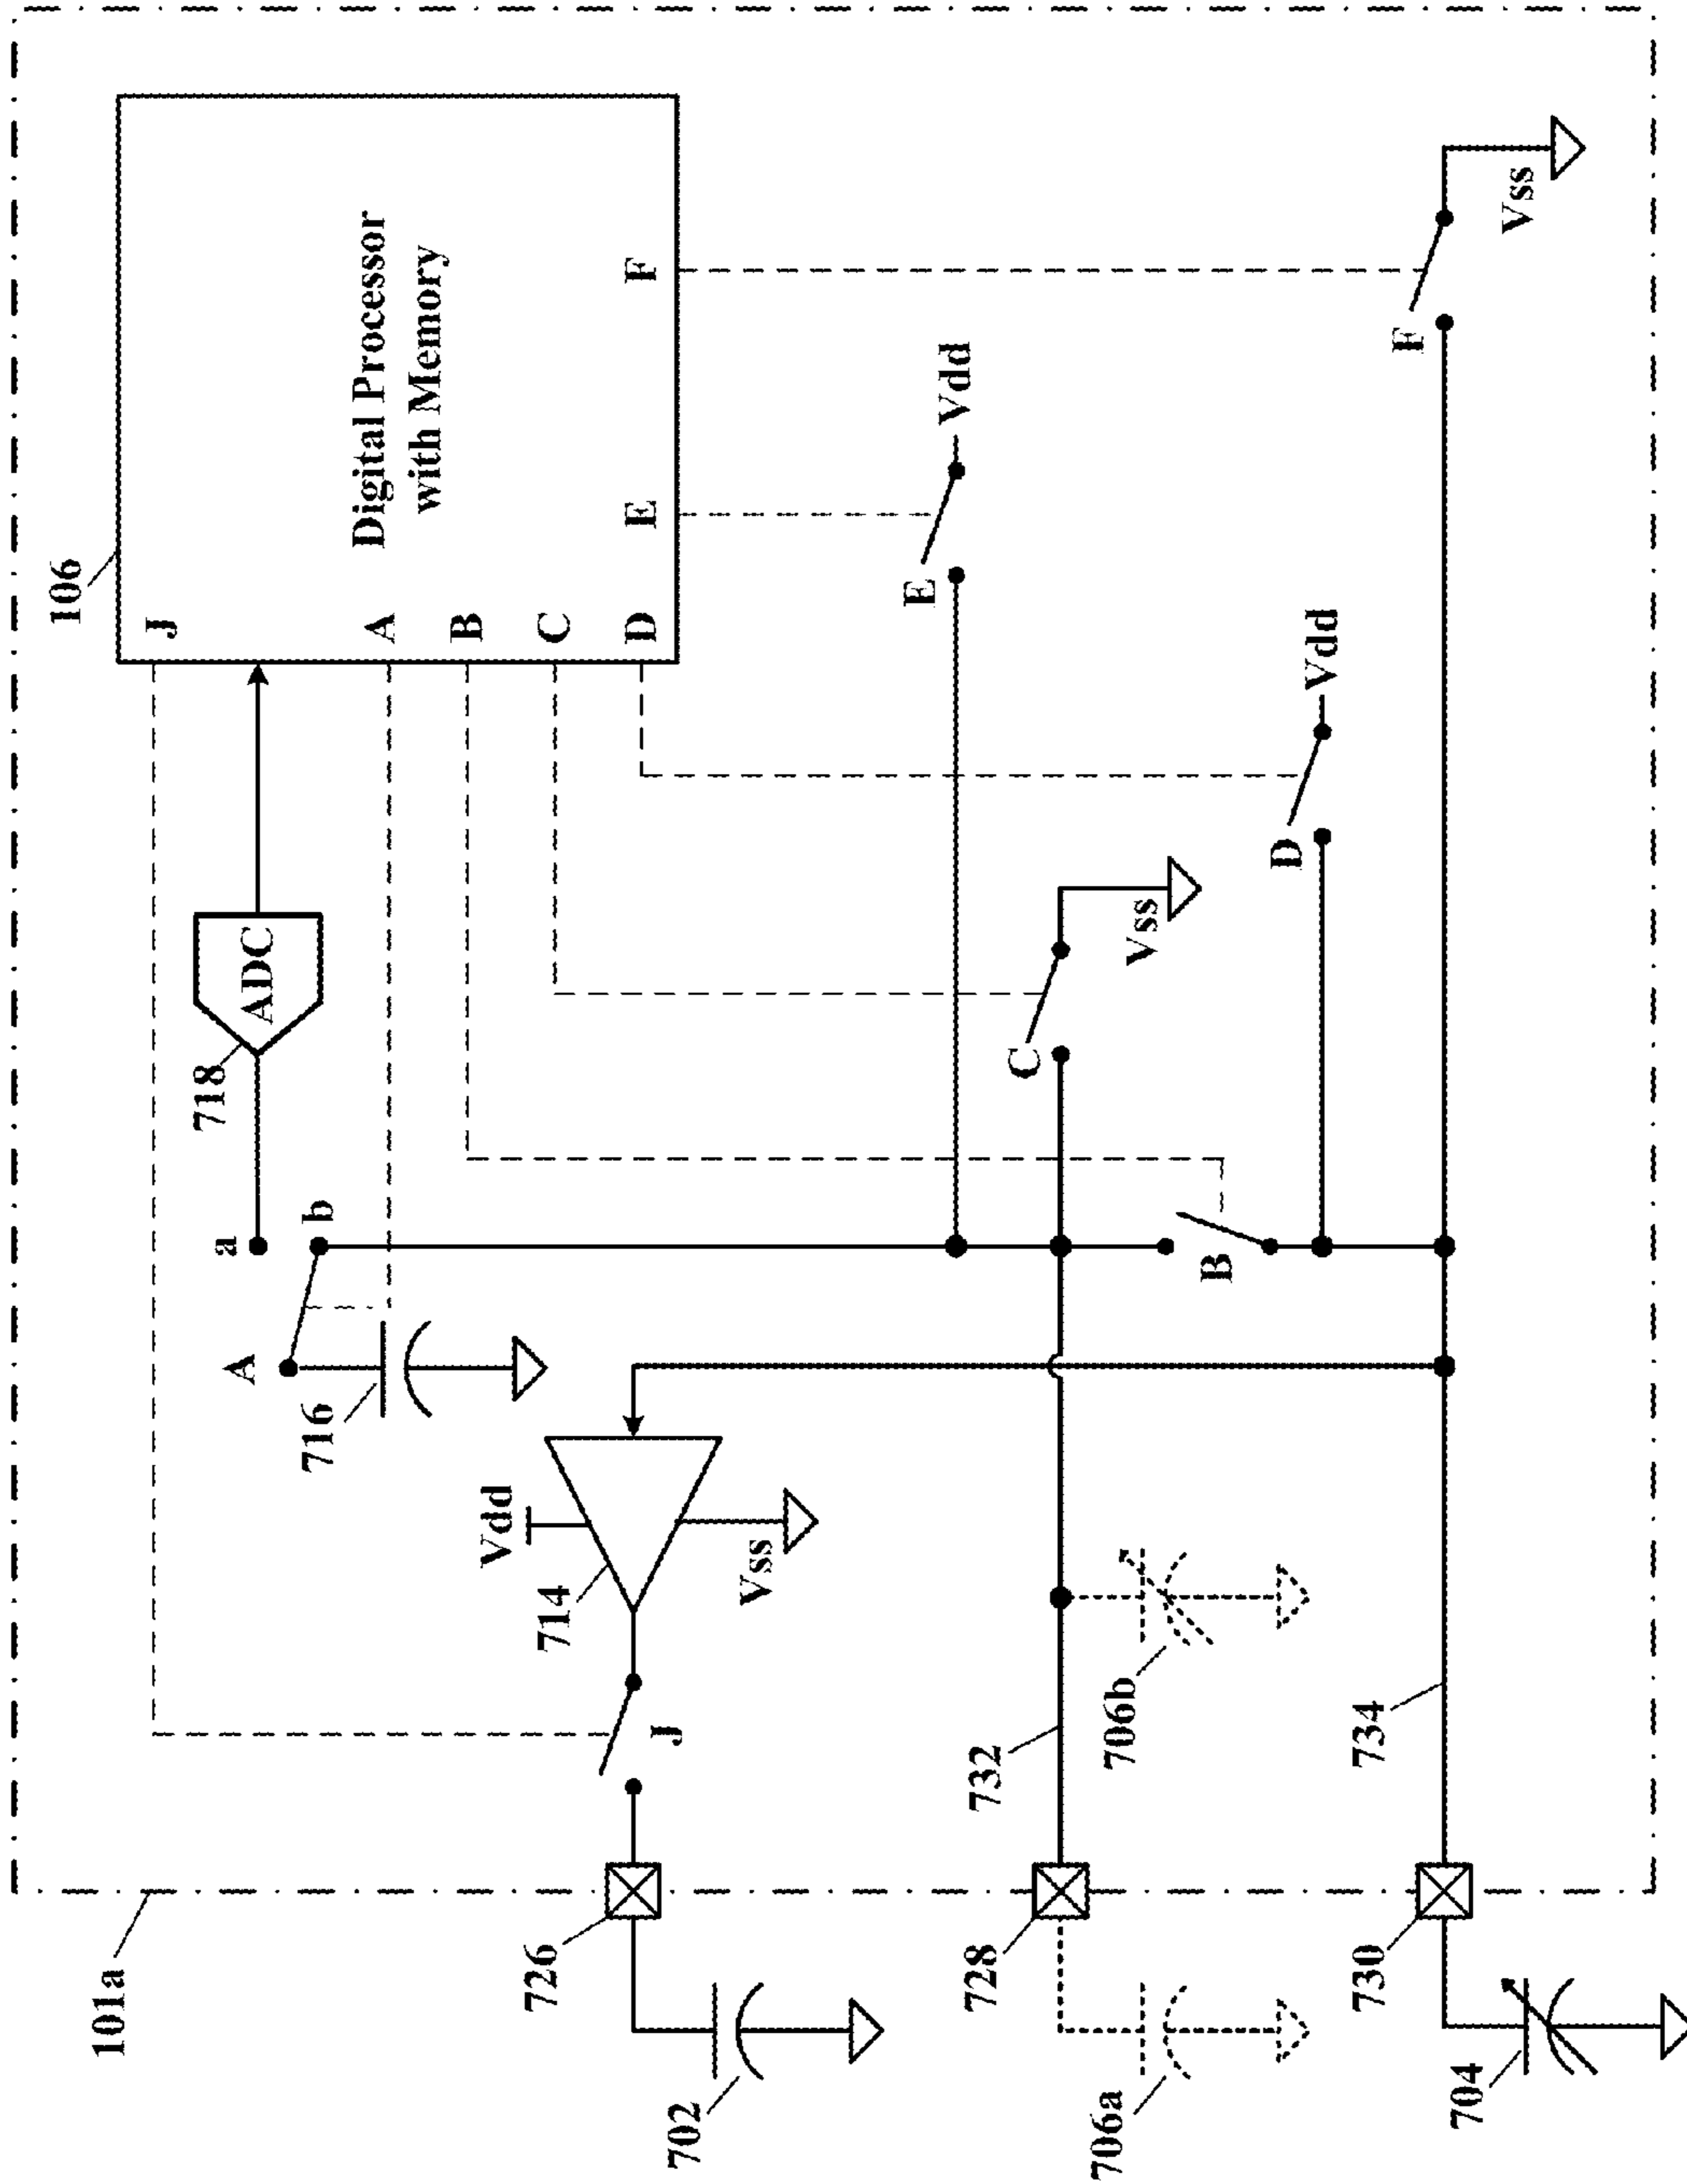 101a
106
J
A
B
C
D
E
F
Digital Processor
with Memory
718
ADC
a
b
A
716
Vdd
714
Vss
J
726
702
E
Vdd
C
Vss
B
D
Vdd
F
Vss
732
706b
728
706a
734
730
704